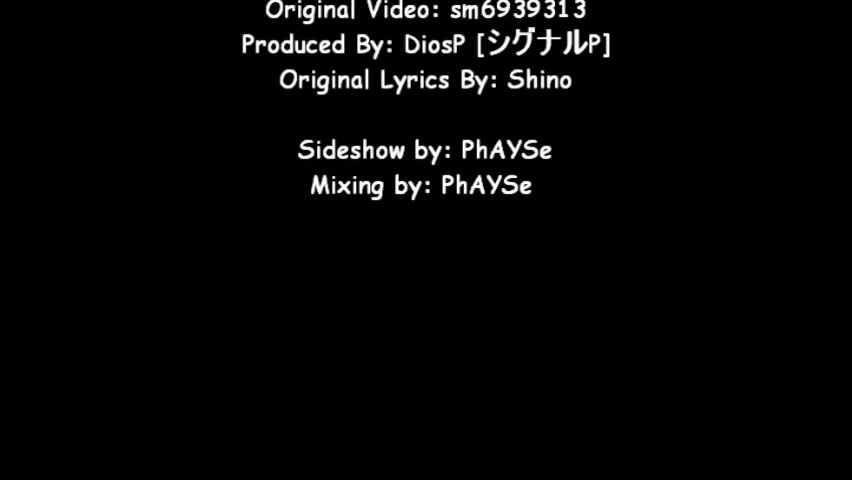 Original Video: sm6939313
Produced By: DiosP [シグナルP]
Original Lyrics By: Shino
Sideshow by: PhAYSe
Mixing by: PhAYSe